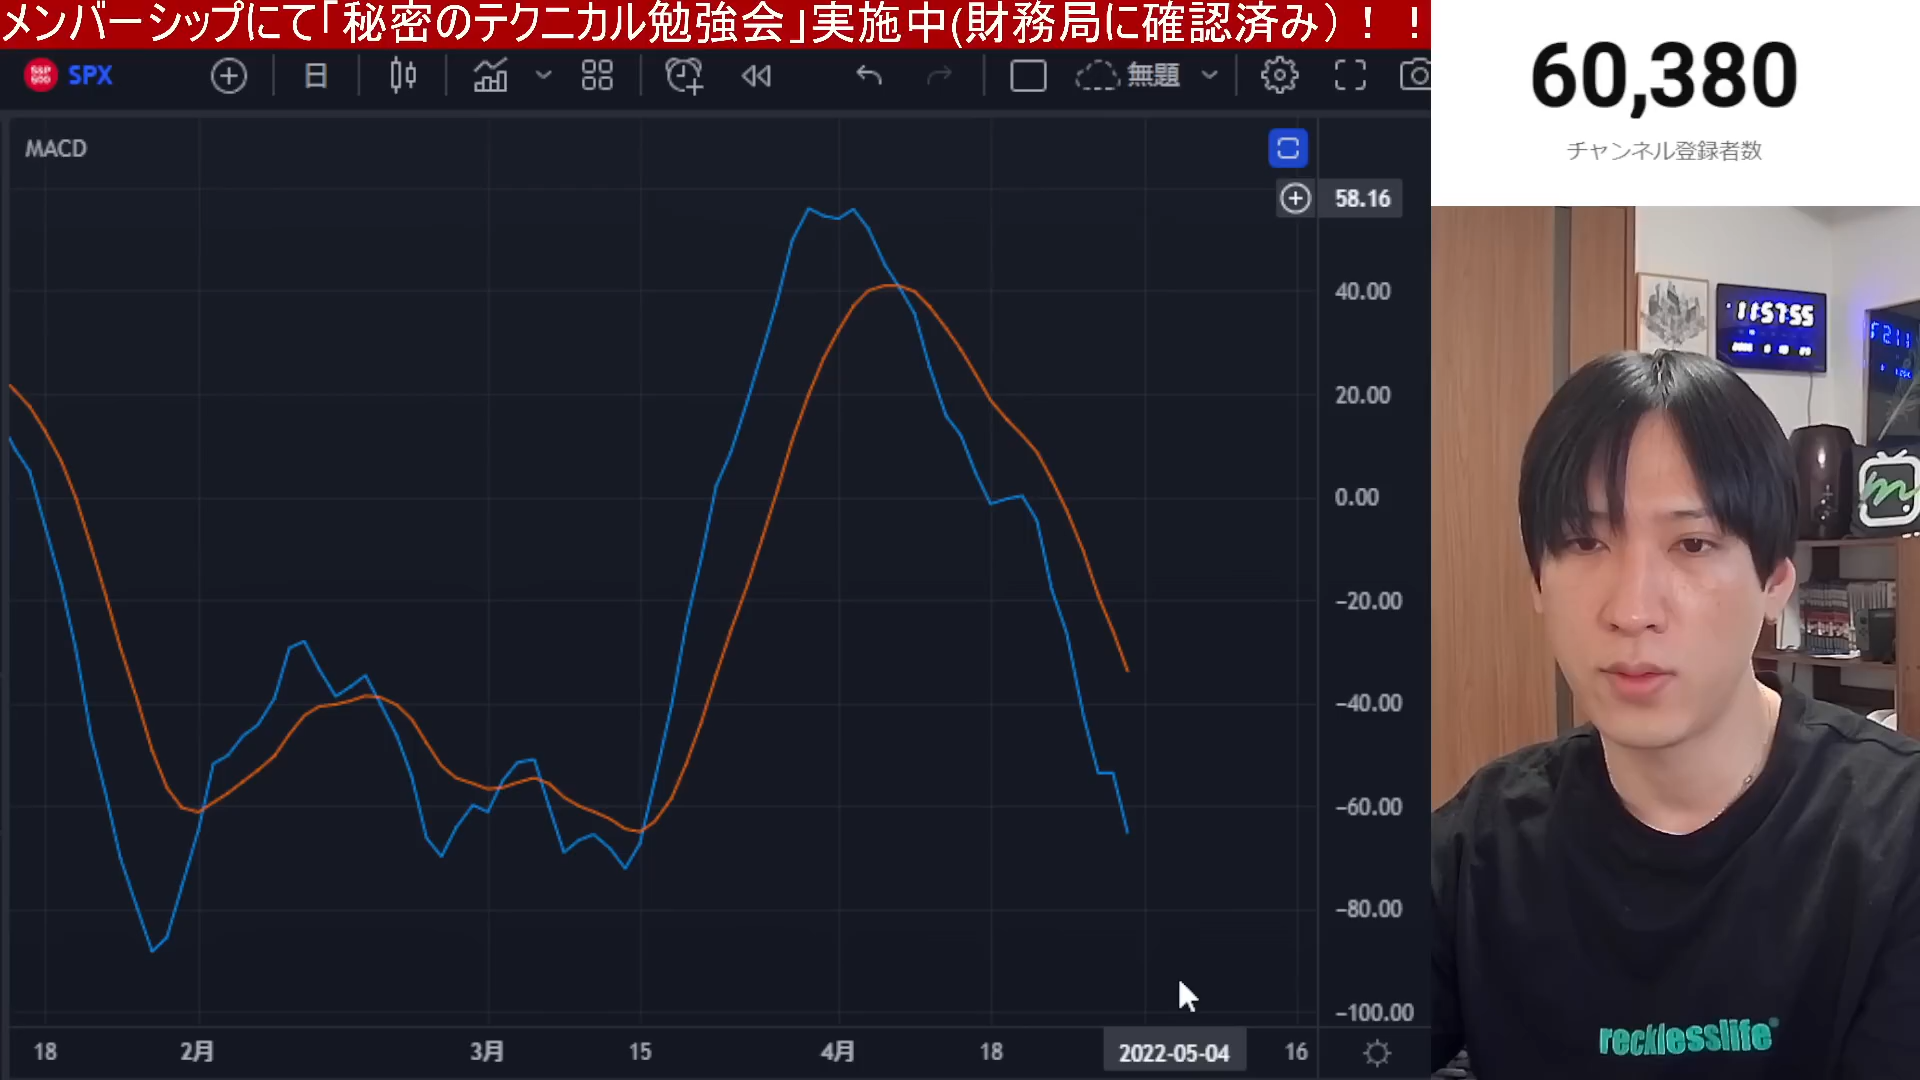 メンバーシップにて「秘密のテクニカル勉強会」実施中(財務局に確認済み）！！
60,380
チャンネル登録者数
S&P 500
SPX
日
無題
MACD
58.16
40.00
20.00
0.00
−20.00
−40.00
−60.00
−80.00
−100.00
18
2月
3月
15
4月
18
2022-05-04
16
11:57:55
recklesslife®